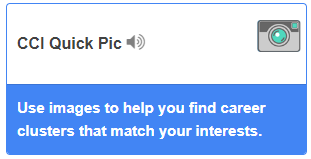 CCI Quick Pic
Use images to help you find career
clusters that match your interests.